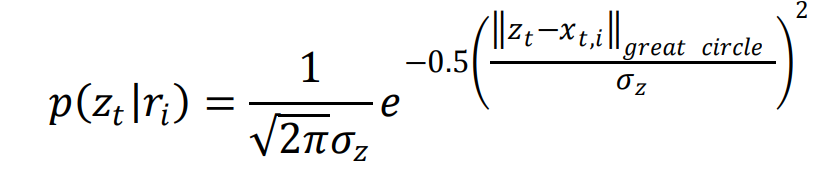 p(z_t|r_i) = \frac{1}{\sqrt{2\pi}\sigma_z} e^{-0.5\left(\frac{\|z_t - x_{t,i}\|_{great\ circle}}{\sigma_z}\right)^2}